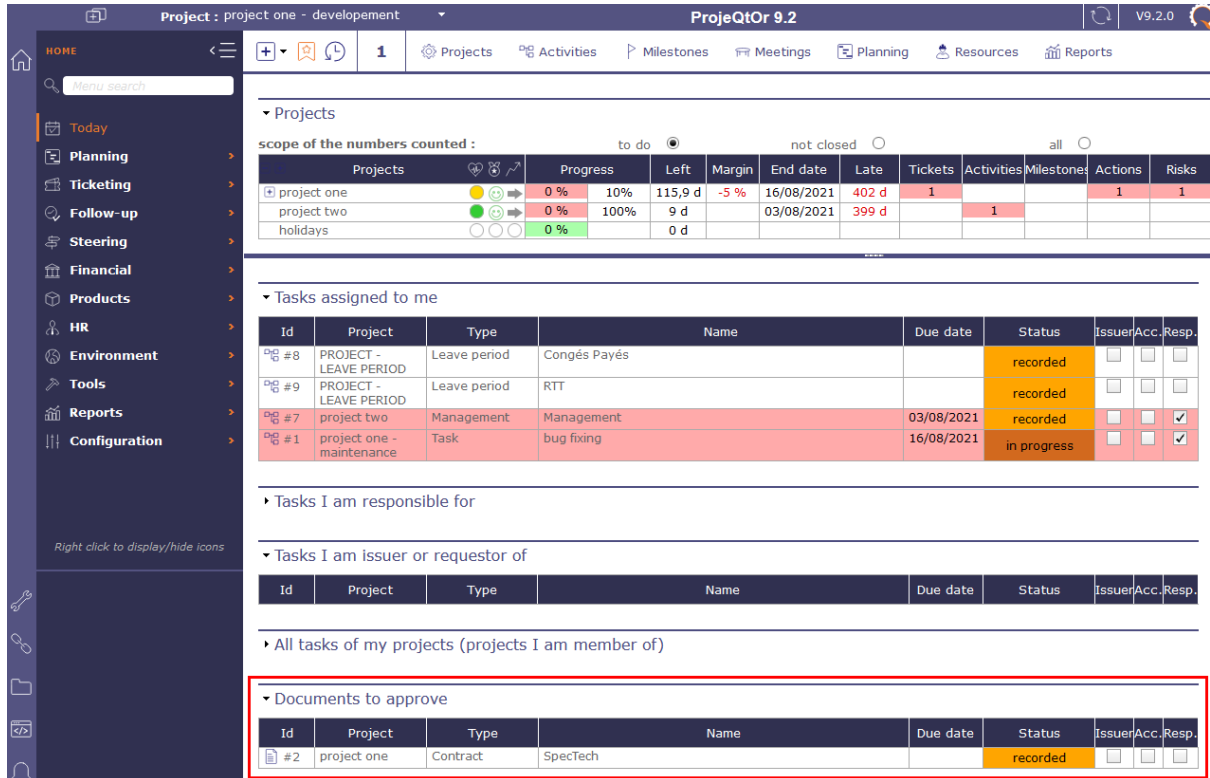 Project : project one - developement
ProjeQtOr 9.2
V9.2.0
HOME
1
Projects
Activities
Milestones
Meetings
Planning
Resources
Reports
Menu search
Today
Planning
Ticketing
Follow-up
Steering
Financial
Products
HR
Environment
Tools
Reports
Configuration
Right click to display/hide icons
Projects
scope of the numbers counted : to do not closed all
Projects Progress Left Margin End date Late Tickets Activities Milestones Actions Risks
project one 0 % 10% 115,9 d -5 % 16/08/2021 402 d 1 1 1
project two 0 % 100% 9 d 03/08/2021 399 d 1
holidays 0 % 0 d
Tasks assigned to me
Id Project Type Name Due date Status Issuer Acc. Resp.
#8 PROJECT - LEAVE PERIOD Leave period Congés Payés recorded
#9 PROJECT - LEAVE PERIOD Leave period RTT recorded
#7 project two Management Management 03/08/2021 recorded
#1 project one - maintenance Task bug fixing 16/08/2021 in progress
Tasks I am responsible for
Tasks I am issuer or requestor of
Id Project Type Name Due date Status Issuer Acc. Resp.
All tasks of my projects (projects I am member of)
Documents to approve
Id Project Type Name Due date Status Issuer Acc. Resp.
#2 project one Contract SpecTech recorded